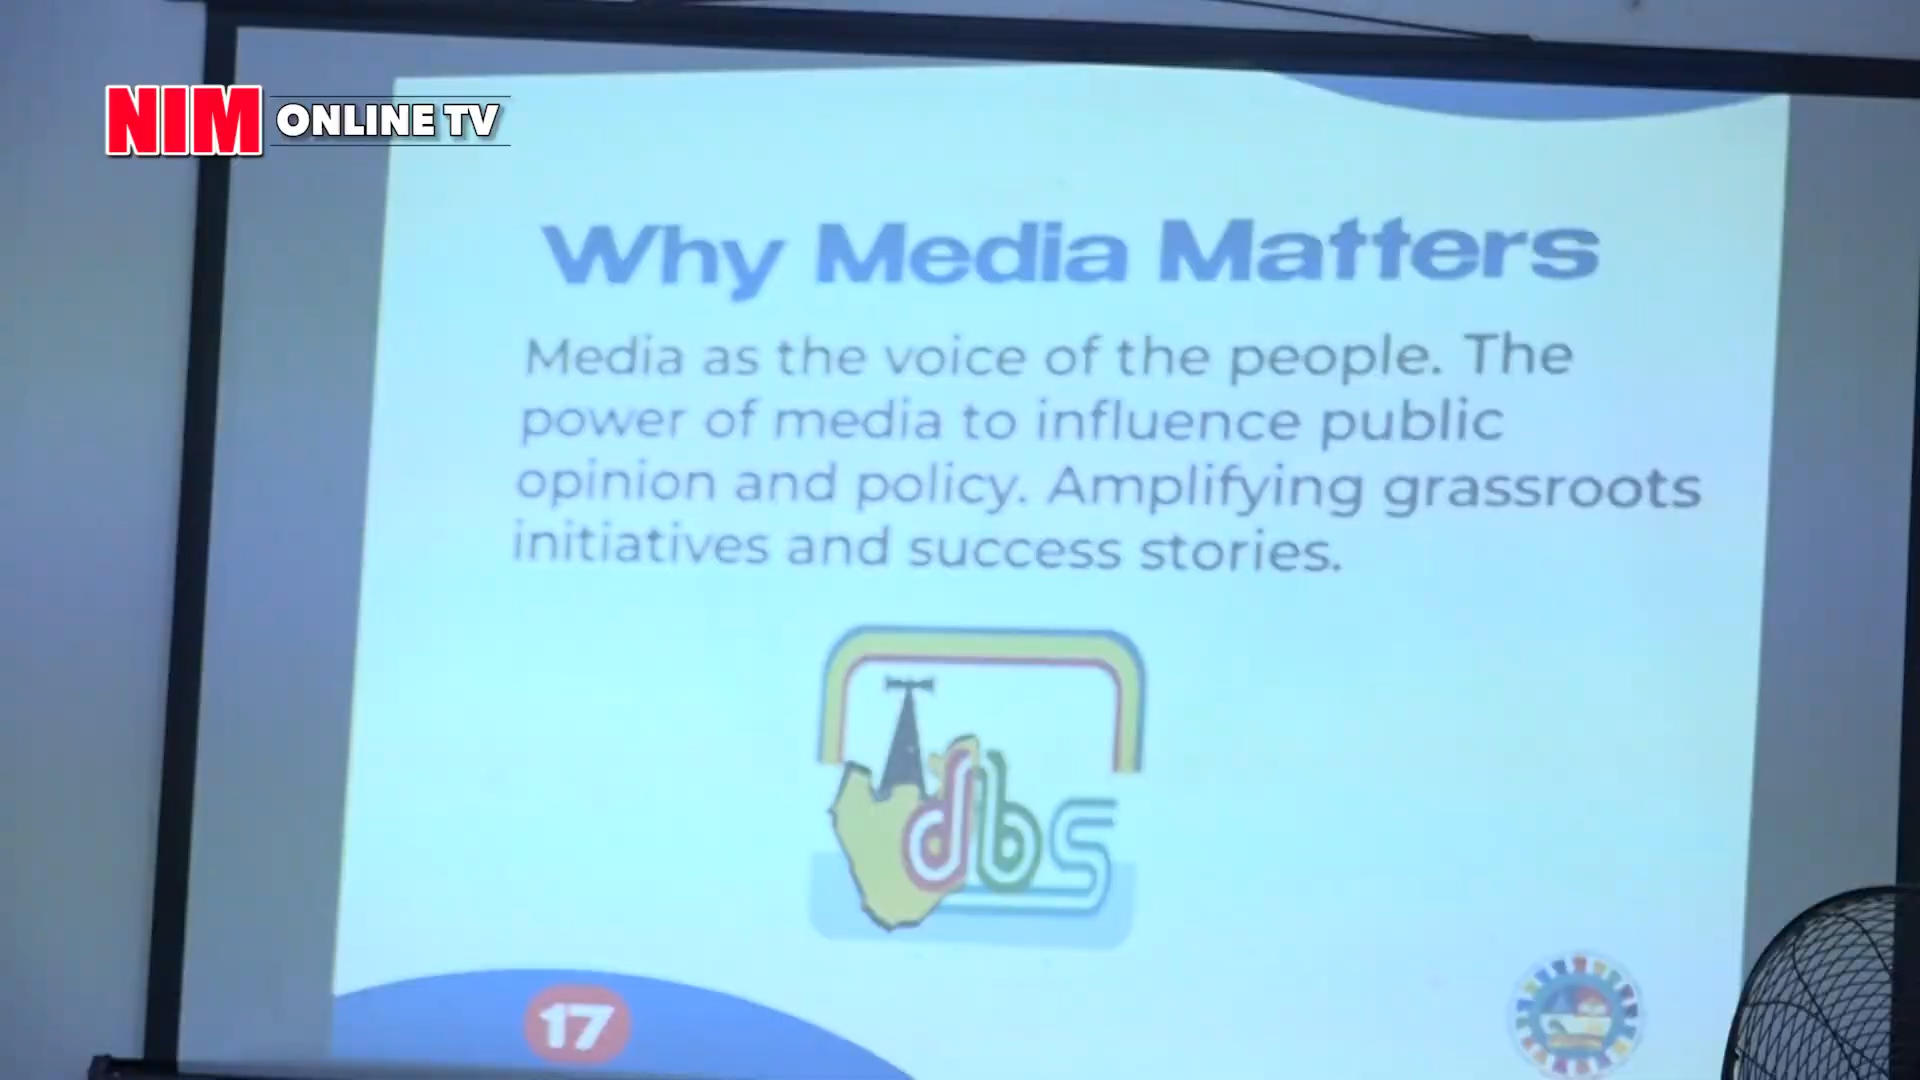 NIM ONLINE TV
Why Media Matters
Media as the voice of the people. The
power of media to influence public
opinion and policy. Amplifying grassroots
initiatives and success stories.
dbs
17